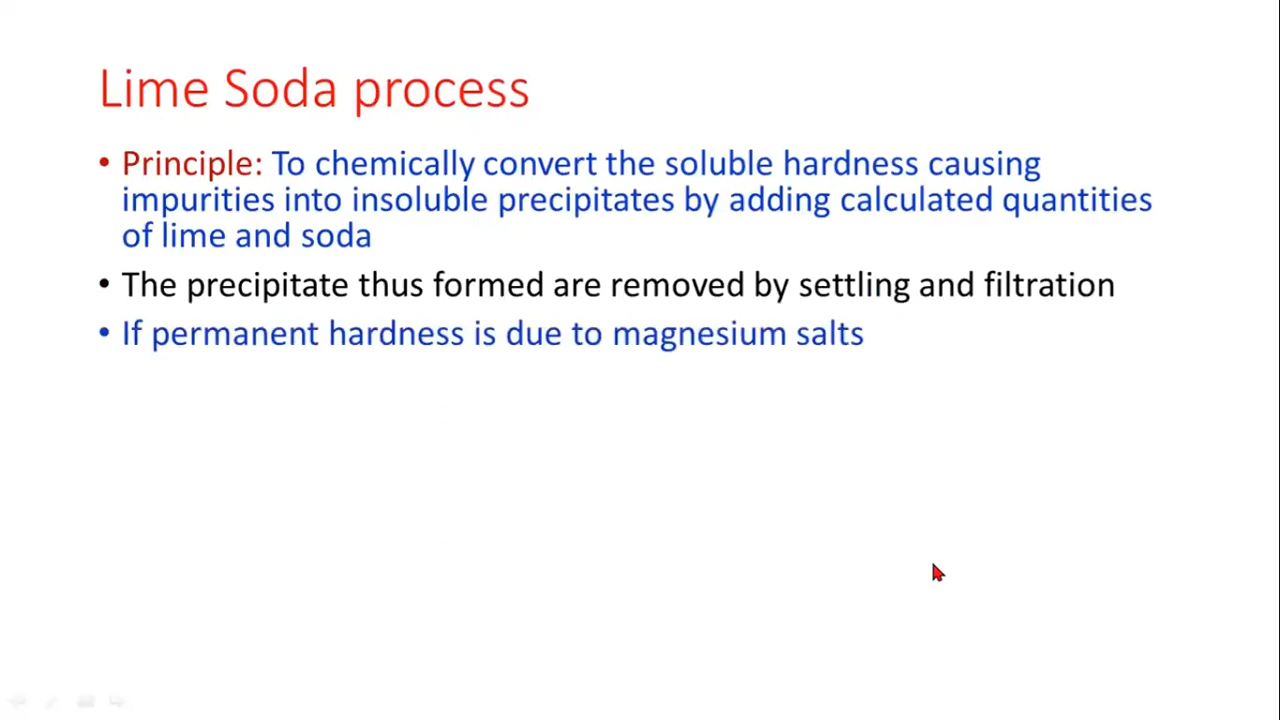 Lime Soda process
• Principle: To chemically convert the soluble hardness causing
impurities into insoluble precipitates by adding calculated quantities
of lime and soda
• The precipitate thus formed are removed by settling and filtration
• If permanent hardness is due to magnesium salts